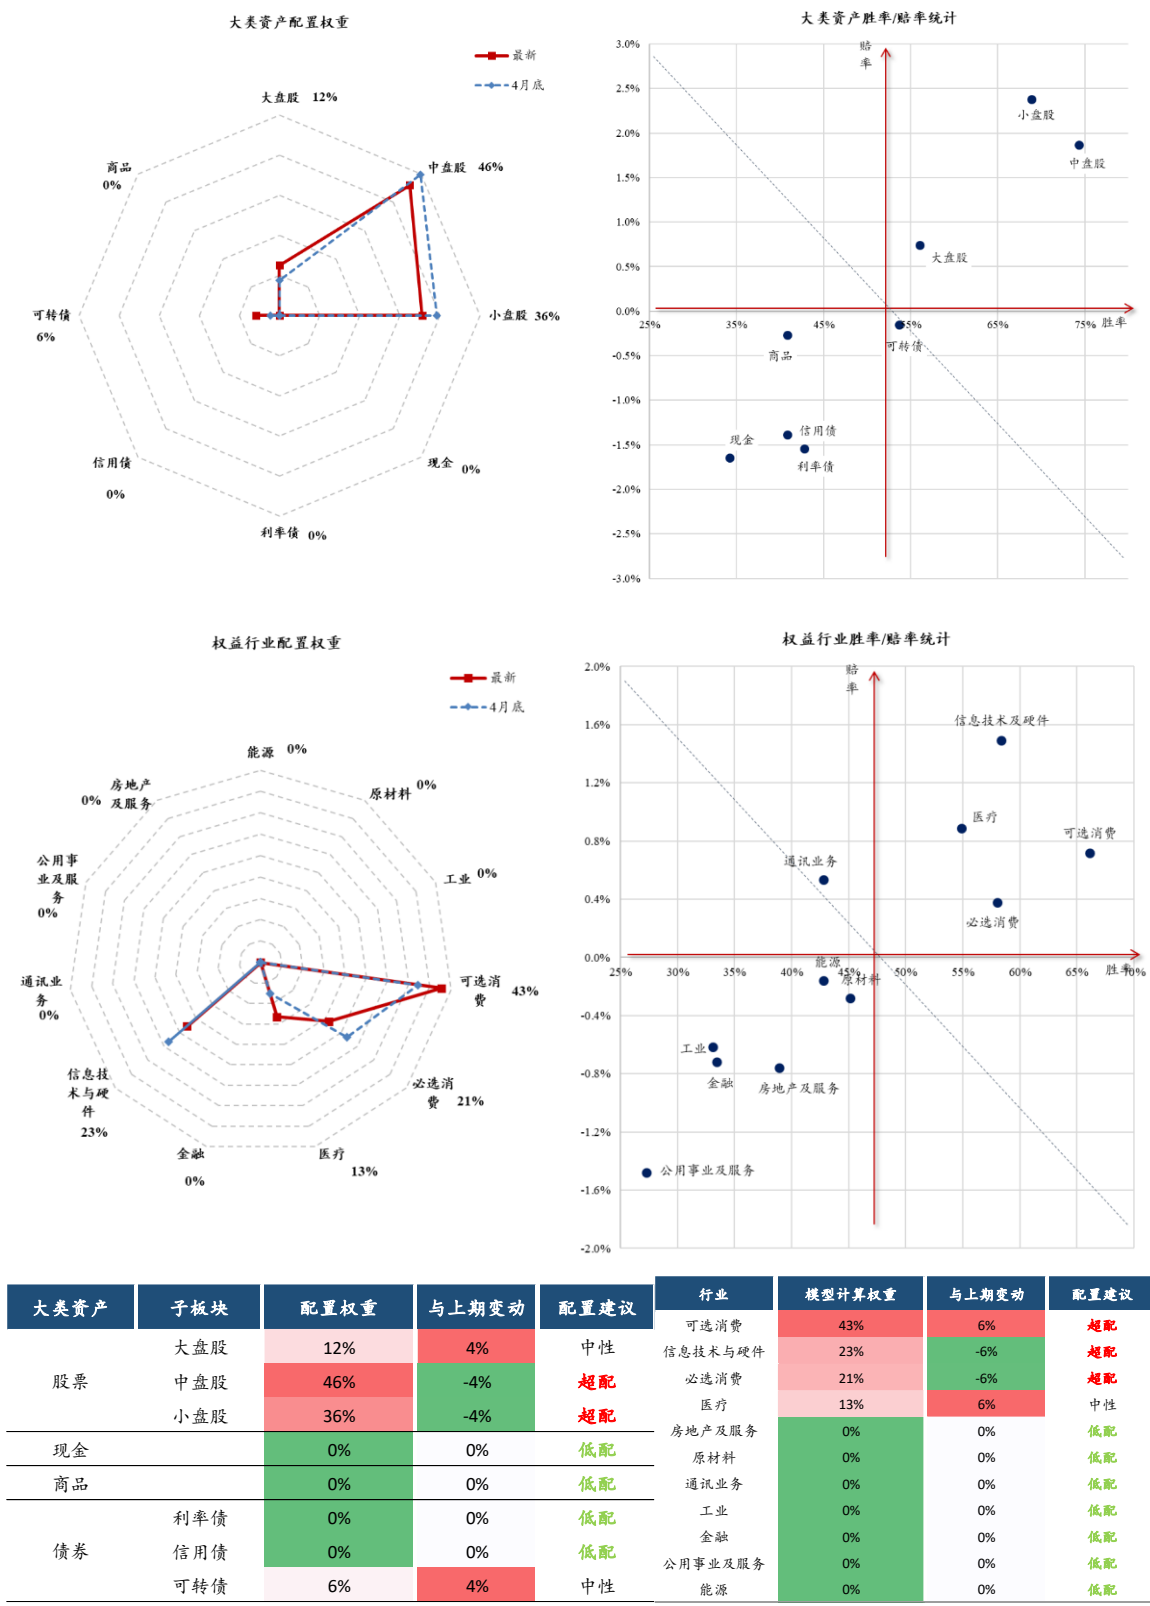 大类资产配置权重
最新
4月底
大盘股 12%
中盘股 46%
小盘股 36%
现金 0%
利率债 0%
信用债
0%
可转债
6%
商品
0%
大类资产胜率/赔率统计
赔
率
3.0%
2.5%
2.0%
1.5%
1.0%
0.5%
0.0%
-0.5%
-1.0%
-1.5%
-2.0%
-2.5%
-3.0%
25% 35% 45% 55% 65% 75% 胜率
小盘股
中盘股
大盘股
可转债
商品
信用债
现金
利率债
权益行业配置权重
最新
4月底
能源 0%
原材料 0%
工业 0%
可选消
费 43%
必选消
费 21%
医疗
13%
金融
0%
信息技
术与硬
件
23%
通讯业
务
0%
公用事
业及服
务
0%
房地产
及服务
0%
权益行业胜率/赔率统计
赔
率
2.0%
1.6%
1.2%
0.8%
0.4%
0.0%
-0.4%
-0.8%
-1.2%
-1.6%
-2.0%
25% 30% 35% 40% 45% 50% 55% 60% 65% 70%
胜率
信息技术及硬件
医疗
可选消费
通讯业务
必选消费
能源
原材料
工业
金融
房地产及服务
公用事业及服务
大类资产 子板块 配置权重 与上期变动 配置建议
大盘股 12% 4% 中性
股票 中盘股 46% -4% 超配
小盘股 36% -4% 超配
现金 0% 0% 低配
商品 0% 0% 低配
利率债 0% 0% 低配
债券 信用债 0% 0% 低配
可转债 6% 4% 中性
行业 模型计算权重 与上期变动 配置建议
可选消费 43% 6% 超配
信息技术与硬件 23% -6% 超配
必选消费 21% -6% 超配
医疗 13% 6% 中性
房地产及服务 0% 0% 低配
原材料 0% 0% 低配
通讯业务 0% 0% 低配
工业 0% 0% 低配
金融 0% 0% 低配
公用事业及服务 0% 0% 低配
能源 0% 0% 低配